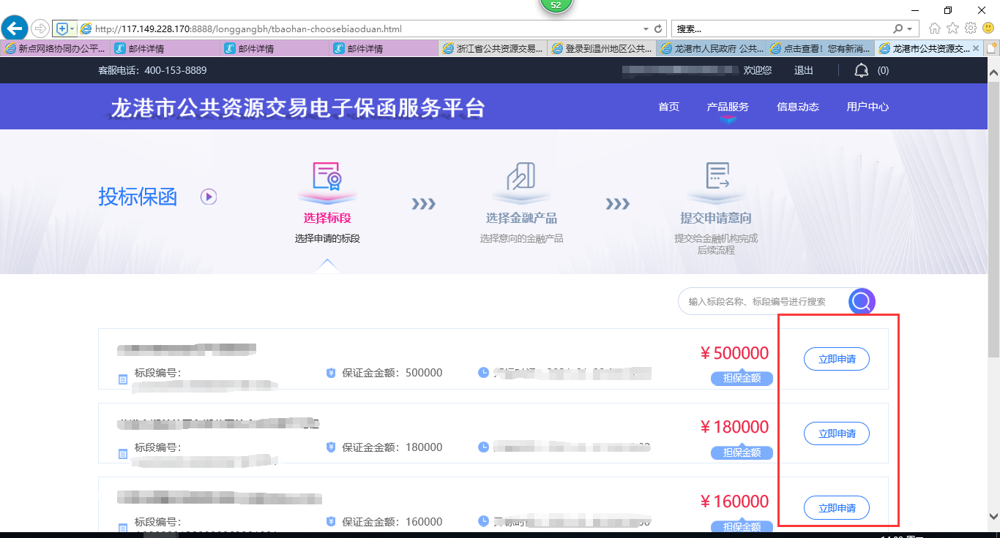 52
http://117.149.228.170:8888/longgangbh/tbaohan-choosebiaoduan.html
搜索...
新点网络协同办公平...
邮件详情
邮件详情
邮件详情
浙江省公共资源交易...
登录到温州地区公共...
龙港市人民政府 公共...
点击查看！您有新消...
龙港市公共资源交...
客服电话：400-153-8889
欢迎您
退出
(0)
龙港市公共资源交易电子保函服务平台
首页
产品服务
信息动态
用户中心
投标保函
选择标段
选择申请的标段
选择金融产品
选择意向的金融产品
提交申请意向
提交给金融机构完成
后续流程
输入标段名称、标段编号进行搜索
标段编号：
保证金金额：500000
￥500000
担保金额
立即申请
标段编号：
保证金金额：180000
￥180000
担保金额
立即申请
标段编号：
保证金金额：160000
￥160000
担保金额
立即申请